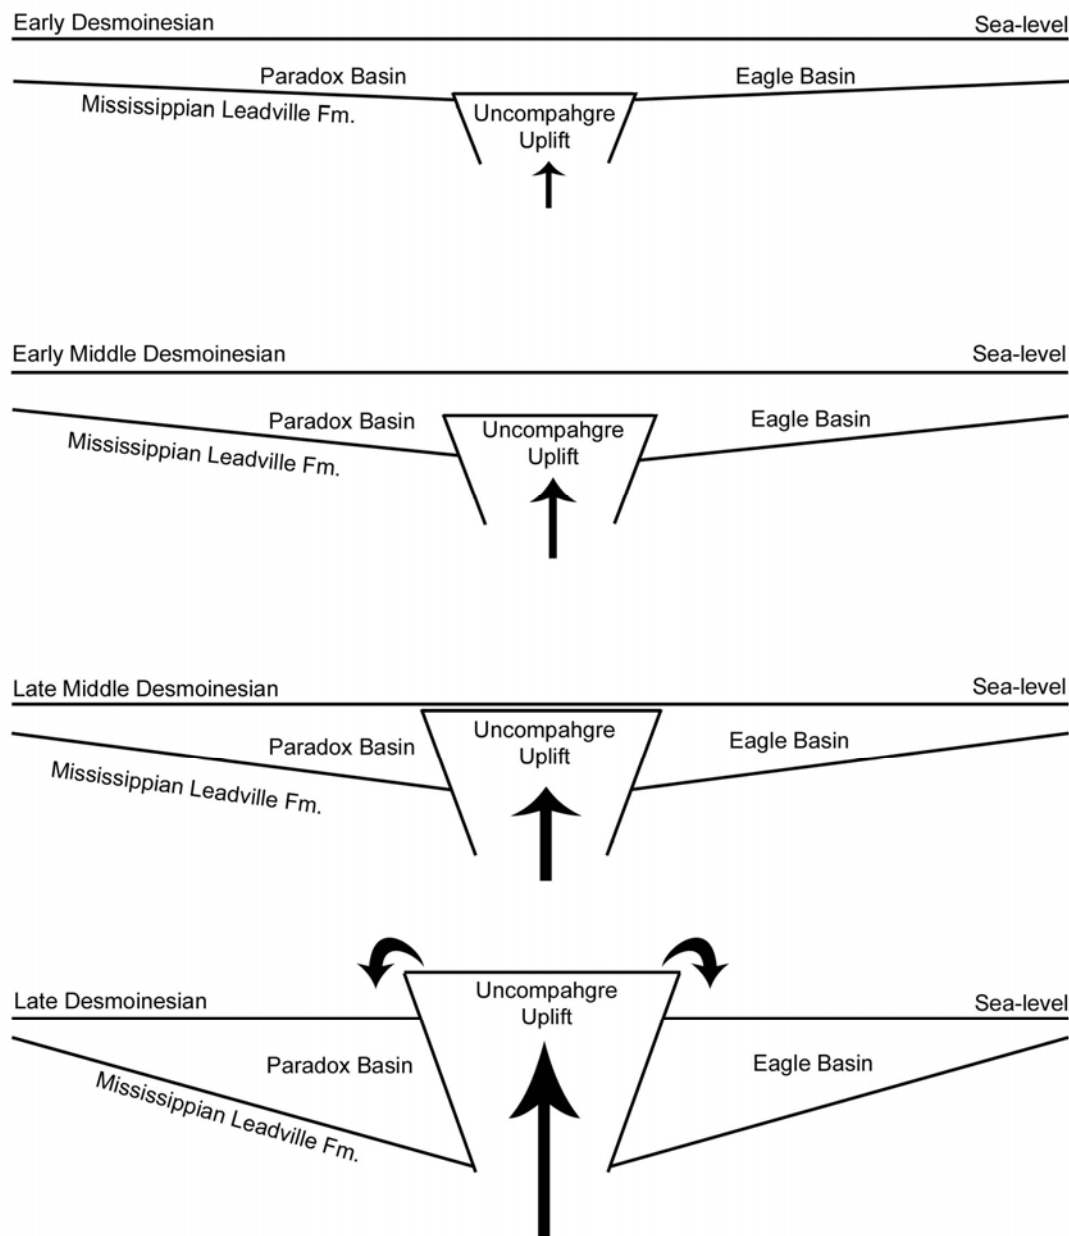 Early Desmoinesian
Sea-level
Paradox Basin
Eagle Basin
Mississippian Leadville Fm.
Uncompahgre
Uplift
Early Middle Desmoinesian
Sea-level
Paradox Basin
Eagle Basin
Mississippian Leadville Fm.
Uncompahgre
Uplift
Late Middle Desmoinesian
Sea-level
Paradox Basin
Uncompahgre
Uplift
Eagle Basin
Mississippian Leadville Fm.
Uncompahgre
Uplift
Late Desmoinesian
Sea-level
Paradox Basin
Eagle Basin
Mississippian Leadville Fm.